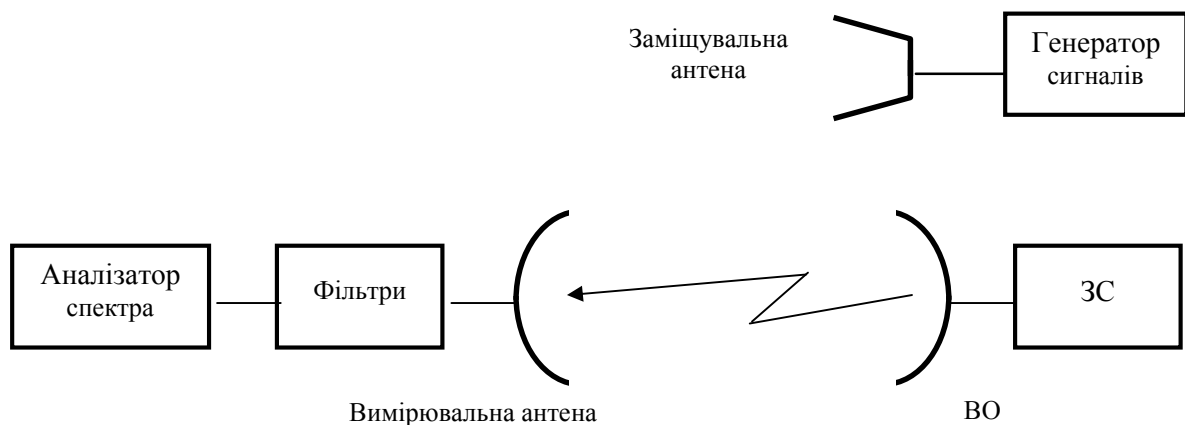 Заміщувальна
антена
Генератор
сигналів
Аналізатор
спектра
Фільтри
ЗС
Вимірювальна антена
ВО